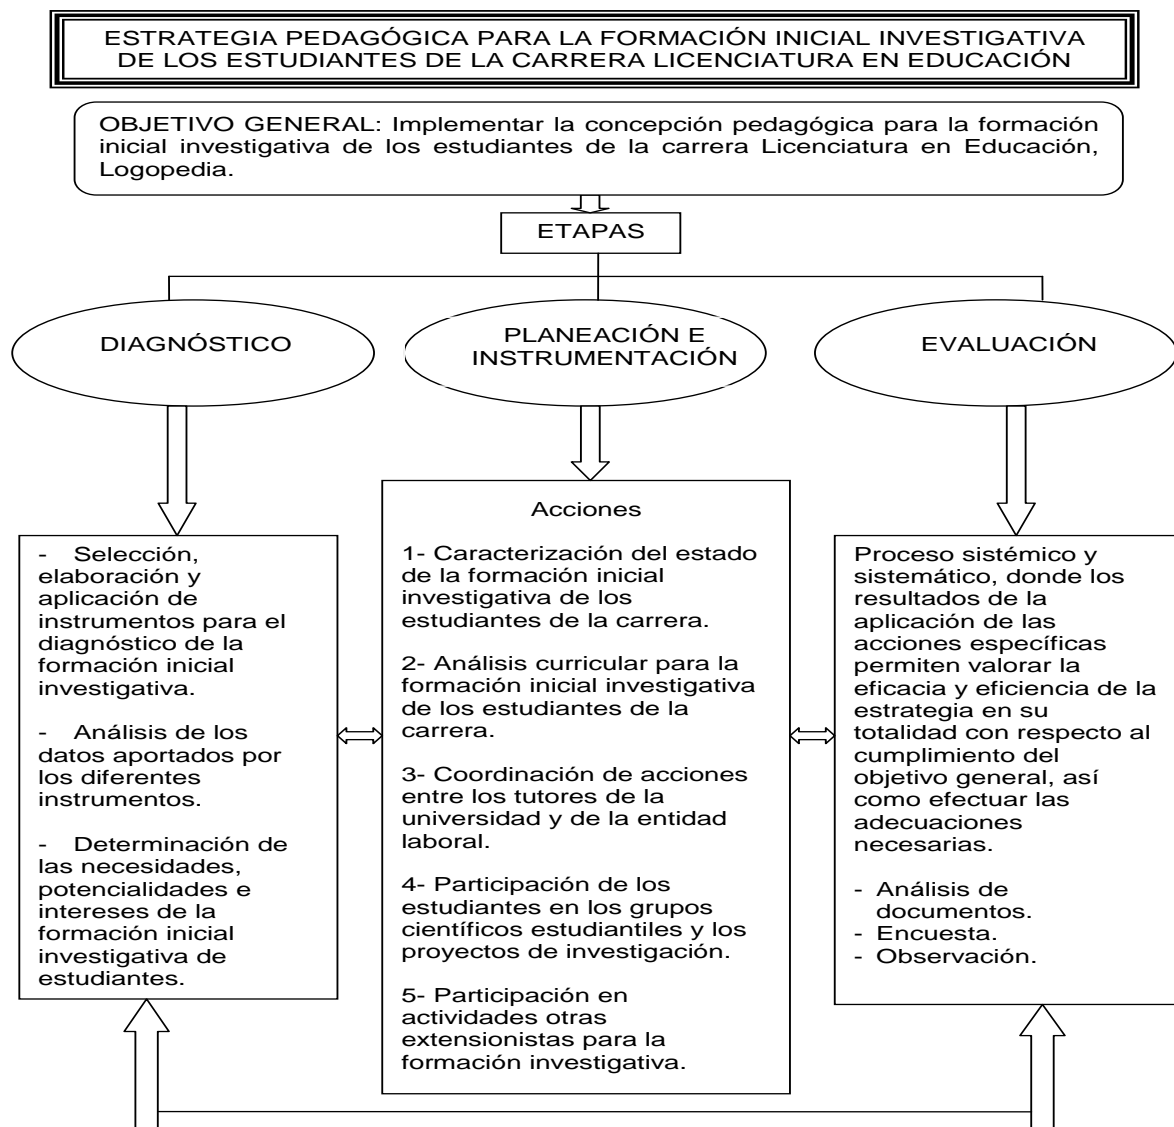 ESTRATEGIA PEDAGÓGICA PARA LA FORMACIÓN INICIAL INVESTIGATIVA
DE LOS ESTUDIANTES DE LA CARRERA LICENCIATURA EN EDUCACIÓN
OBJETIVO GENERAL: Implementar la concepción pedagógica para la formación
inicial investigativa de los estudiantes de la carrera Licenciatura en Educación,
Logopedia.
ETAPAS
DIAGNÓSTICO
PLANEACIÓN E
INSTRUMENTACIÓN
EVALUACIÓN
- Selección,
elaboración y
aplicación de
instrumentos para el
diagnóstico de la
formación inicial
investigativa.
- Análisis de los
datos aportados por
los diferentes
instrumentos.
- Determinación de
las necesidades,
potencialidades e
intereses de la
formación inicial
investigativa de
estudiantes.
Acciones
1- Caracterización del estado
de la formación inicial
investigativa de los
estudiantes de la carrera.
2- Análisis curricular para la
formación inicial investigativa
de los estudiantes de la
carrera.
3- Coordinación de acciones
entre los tutores de la
universidad y de la entidad
laboral.
4- Participación de los
estudiantes en los grupos
científicos estudiantiles y los
proyectos de investigación.
5- Participación en
actividades otras
extensionistas para la
formación investigativa.
Proceso sistémico y
sistemático, donde los
resultados de la
aplicación de las
acciones específicas
permiten valorar la
eficacia y eficiencia de la
estrategia en su
totalidad con respecto al
cumplimiento del
objetivo general, así
como efectuar las
adecuaciones
necesarias.
- Análisis de
documentos.
- Encuesta.
- Observación.